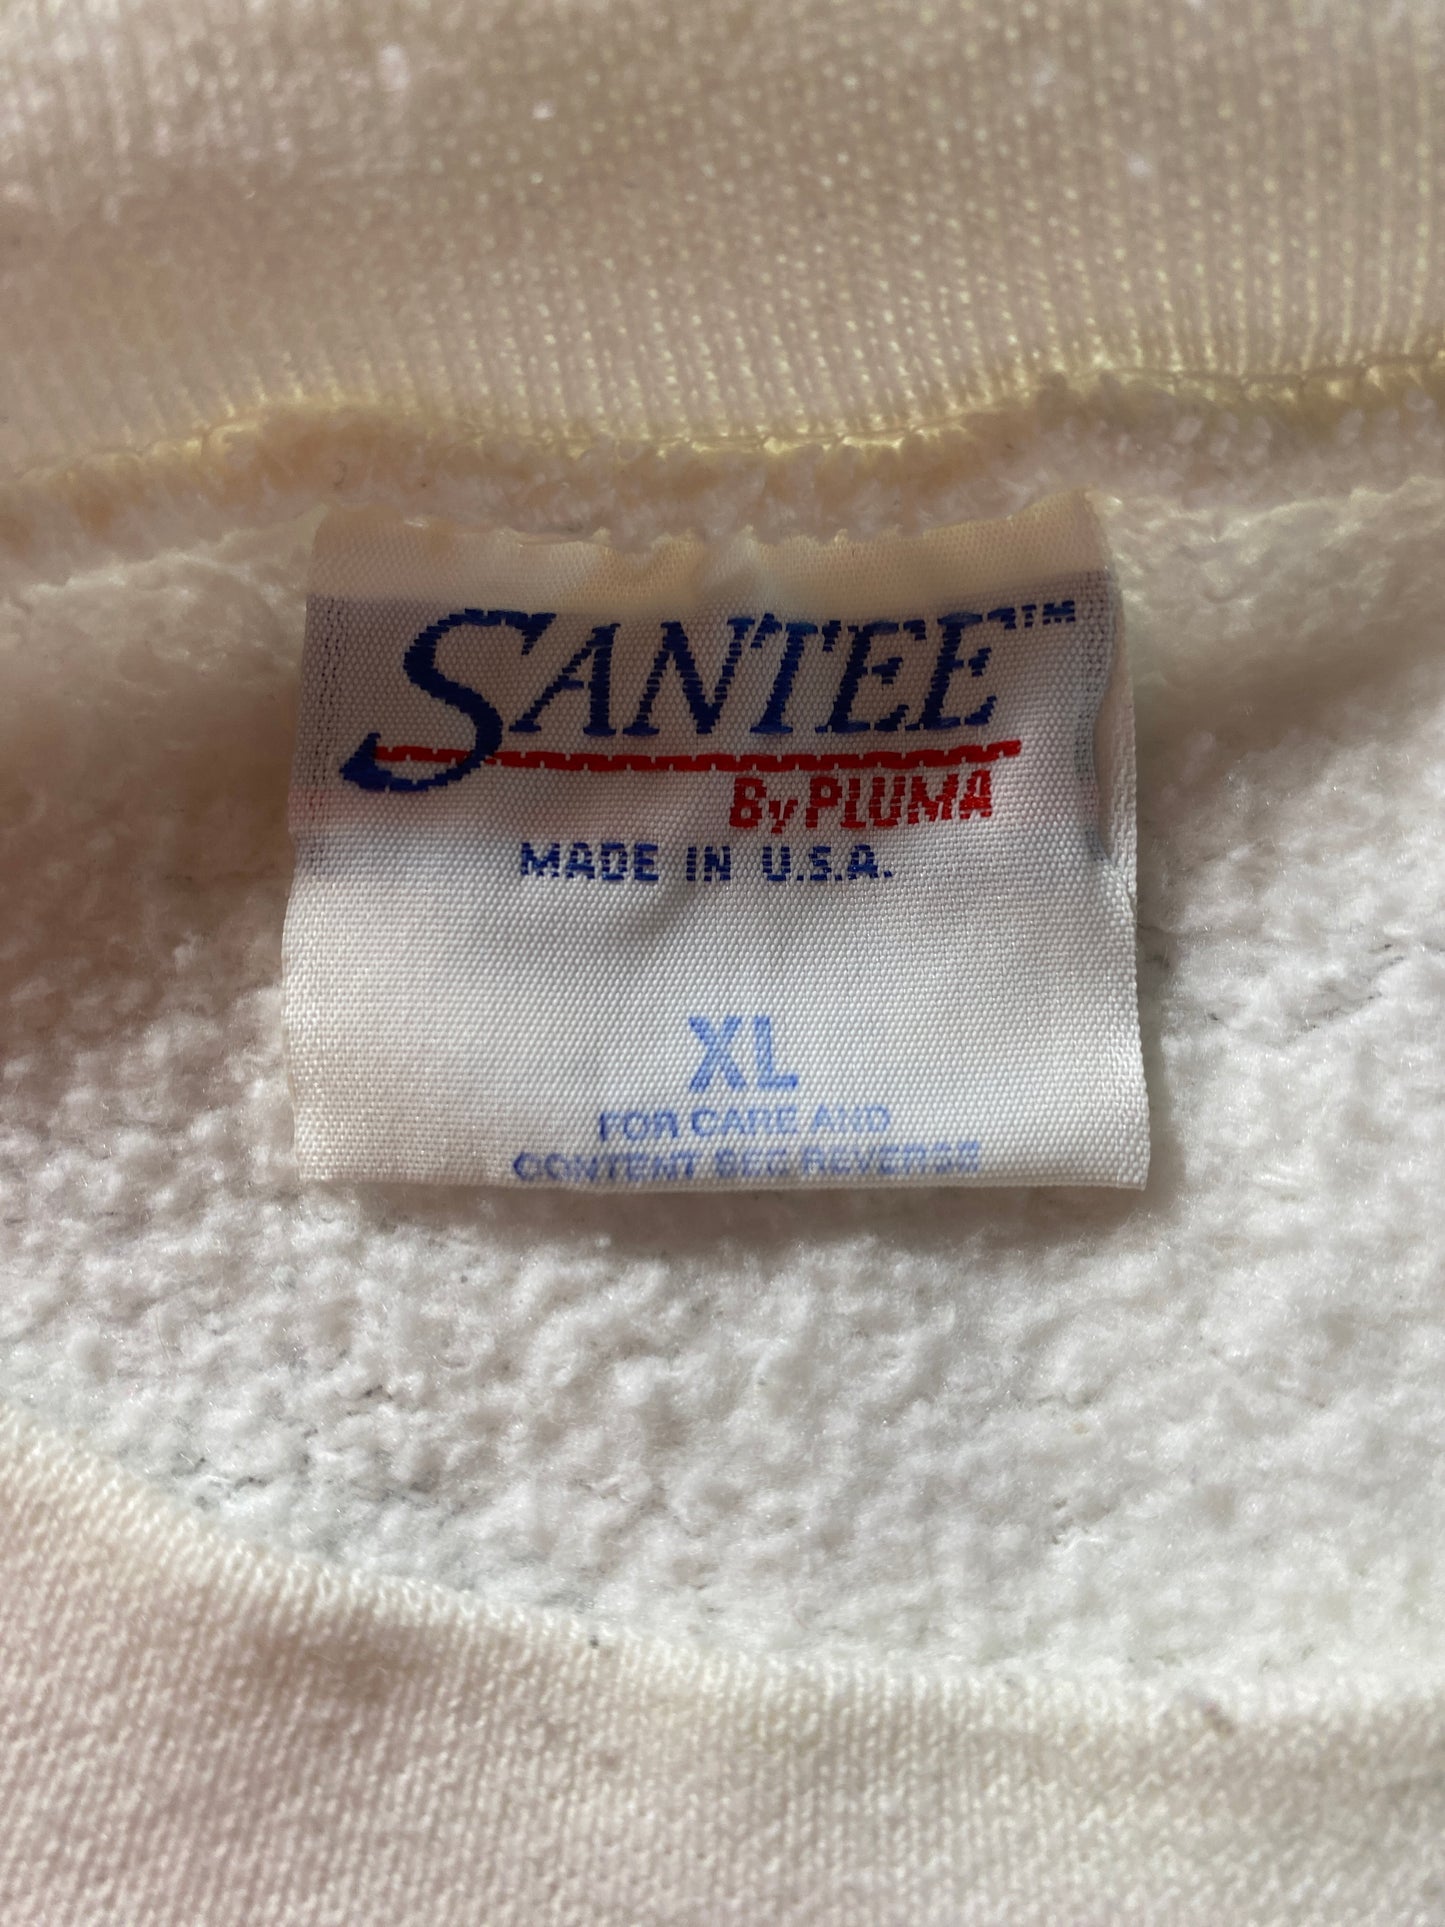 SANTEE™
By PLUMA
MADE IN U.S.A.
XL
FOR CARE AND
CONTENT SEE REVERSE